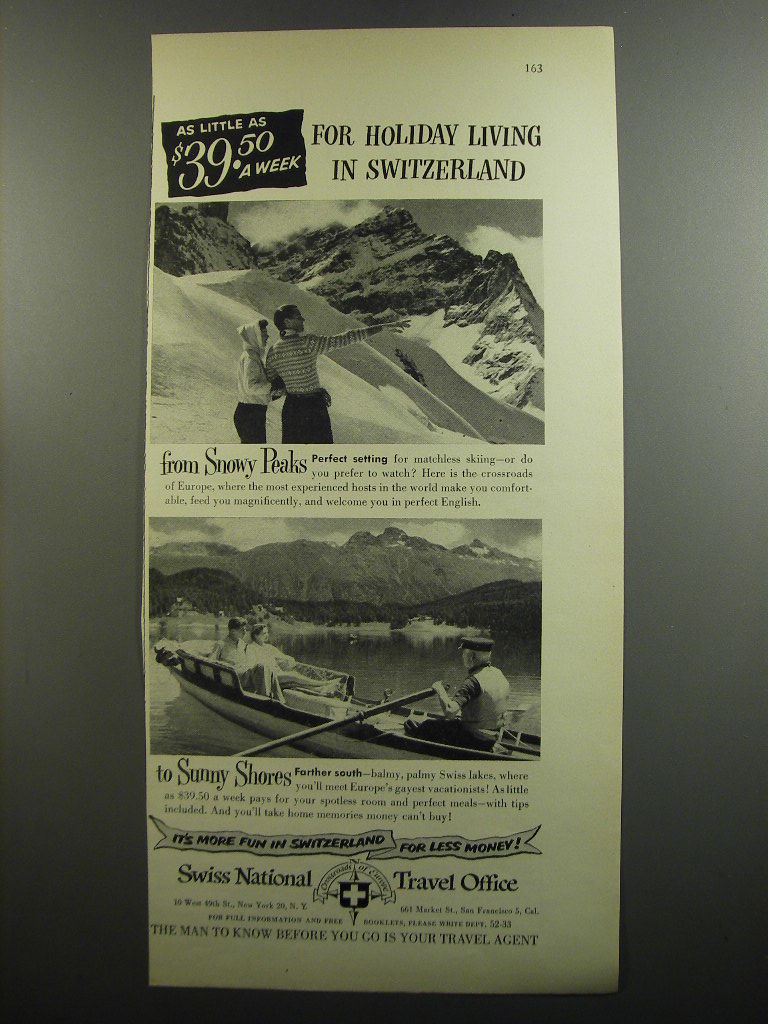 163
AS LITTLE AS
$39.50
A WEEK
FOR HOLIDAY LIVING
IN SWITZERLAND
from Snowy Peaks Perfect setting for matchless skiing—or do
you prefer to watch? Here is the crossroads
of Europe, where the most experienced hosts in the world make you comfort-
able, feed you magnificently, and welcome you in perfect English.
to Sunny Shores Farther south—balmy, palmy Swiss lakes, where
you'll meet Europe's gayest vacationists! As little
as $39.50 a week pays for your spotless room and perfect meals—with tips
included. And you'll take home memories money can't buy!
IT'S MORE FUN IN SWITZERLAND FOR LESS MONEY!
Swiss National Travel Office
Crossroads of Europe
10 West 49th St., New York 20, N. Y. 661 Market St., San Francisco 5, Cal.
FOR FULL INFORMATION AND FREE BOOKLETS, PLEASE WRITE DEPT. 52-33
THE MAN TO KNOW BEFORE YOU GO IS YOUR TRAVEL AGENT